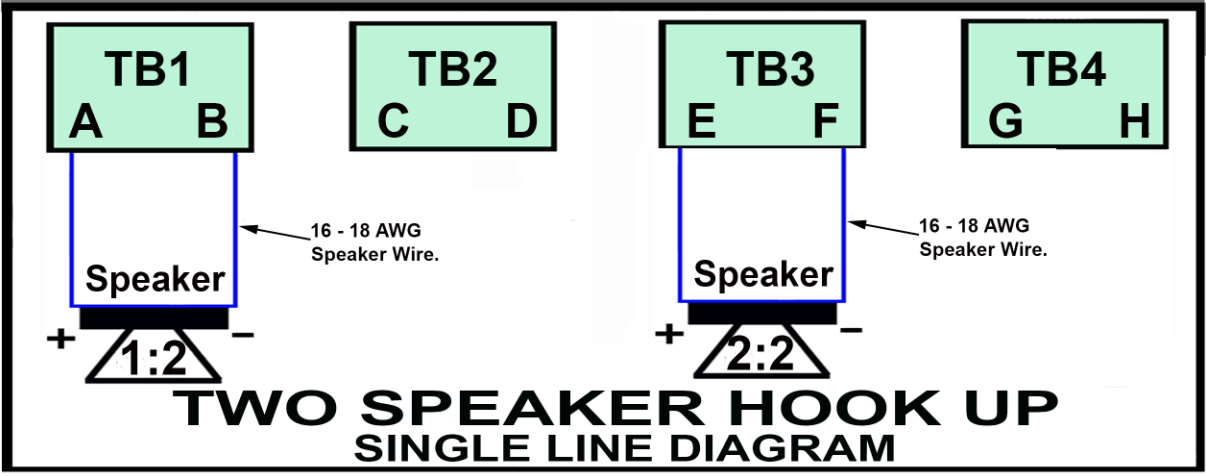 TB1
A B
TB2
C D
TB3
E F
TB4
G H
16 - 18 AWG
Speaker Wire.
16 - 18 AWG
Speaker Wire.
Speaker
+ −
1:2
Speaker
+ −
2:2
TWO SPEAKER HOOK UP
SINGLE LINE DIAGRAM